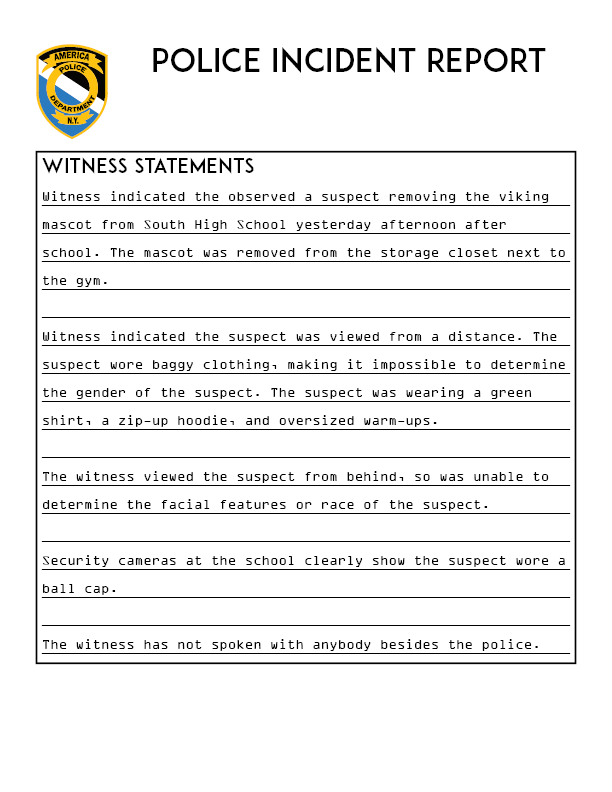 AMERICA
POLICE
DEPARTMENT
N.Y.
POLICE INCIDENT REPORT
WITNESS STATEMENTS
Witness indicated the observed a suspect removing the viking
mascot from South High School yesterday afternoon after
school. The mascot was removed from the storage closet next to
the gym.
Witness indicated the suspect was viewed from a distance. The
suspect wore baggy clothing, making it impossible to determine
the gender of the suspect. The suspect was wearing a green
shirt, a zip-up hoodie, and oversized warm-ups.
The witness viewed the suspect from behind, so was unable to
determine the facial features or race of the suspect.
Security cameras at the school clearly show the suspect wore a
ball cap.
The witness has not spoken with anybody besides the police.